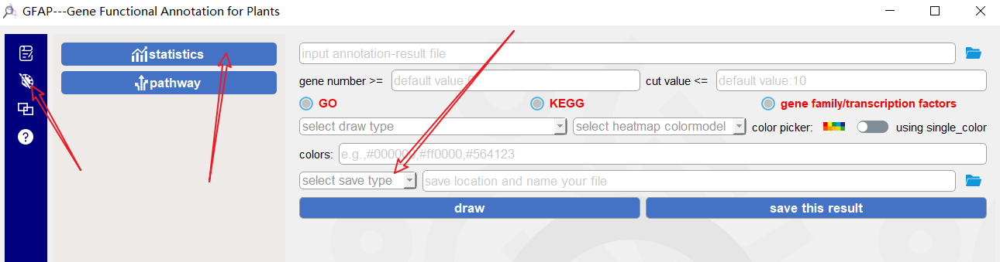 GFAP---Gene Functional Annotation for Plants
statistics
pathway
input annotation-result file
gene number >= default value: cut value <= default value:10
GO KEGG gene family/transcription factors
select draw type select heatmap colormodel color picker: using single_color
colors: e.g.,#000000,#ff0000,#564123
select save type save location and name your file
draw save this result